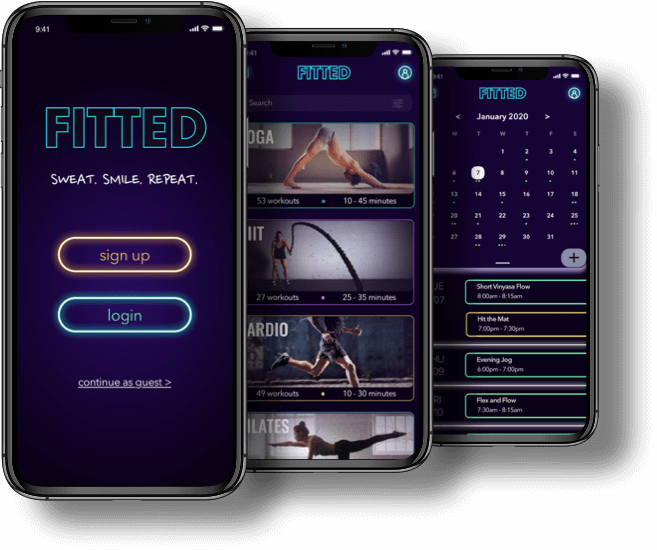 9:41
FITTED
SWEAT. SMILE. REPEAT.
sign up
login
continue as guest >
:41
FITTED
Search
OGA
53 workouts • 10 - 45 minutes
IIT
27 workouts • 25 - 35 minutes
ARDIO
49 workouts • 10 - 30 minutes
ILATES
:41
FITTED
< January 2020 >
M T W T F S
1 2 3 4
6 7 8 9 10 11
13 14 15 16 17 18
20 21 22 23 24 25
27 28 29 30 31
+
UE
/07
Short Vinyasa Flow
8:00am - 8:15am
Hit the Mat
7:00pm - 7:30pm
HU
09
Evening Jog
6:00pm - 7:00pm
RI
10
Flex and Flow
7:30am - 8:15am